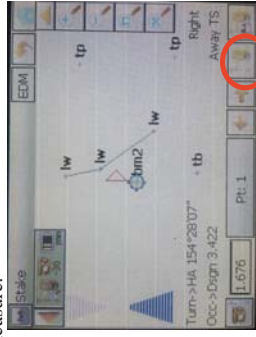 easure.
Stake
EDM
tp
tp
lw
lw
lw
bm2
tb
Turn->HA 154°28'07"
Right
Occ->Dsgn 3.422
Away TS
1.676
Pt: 1